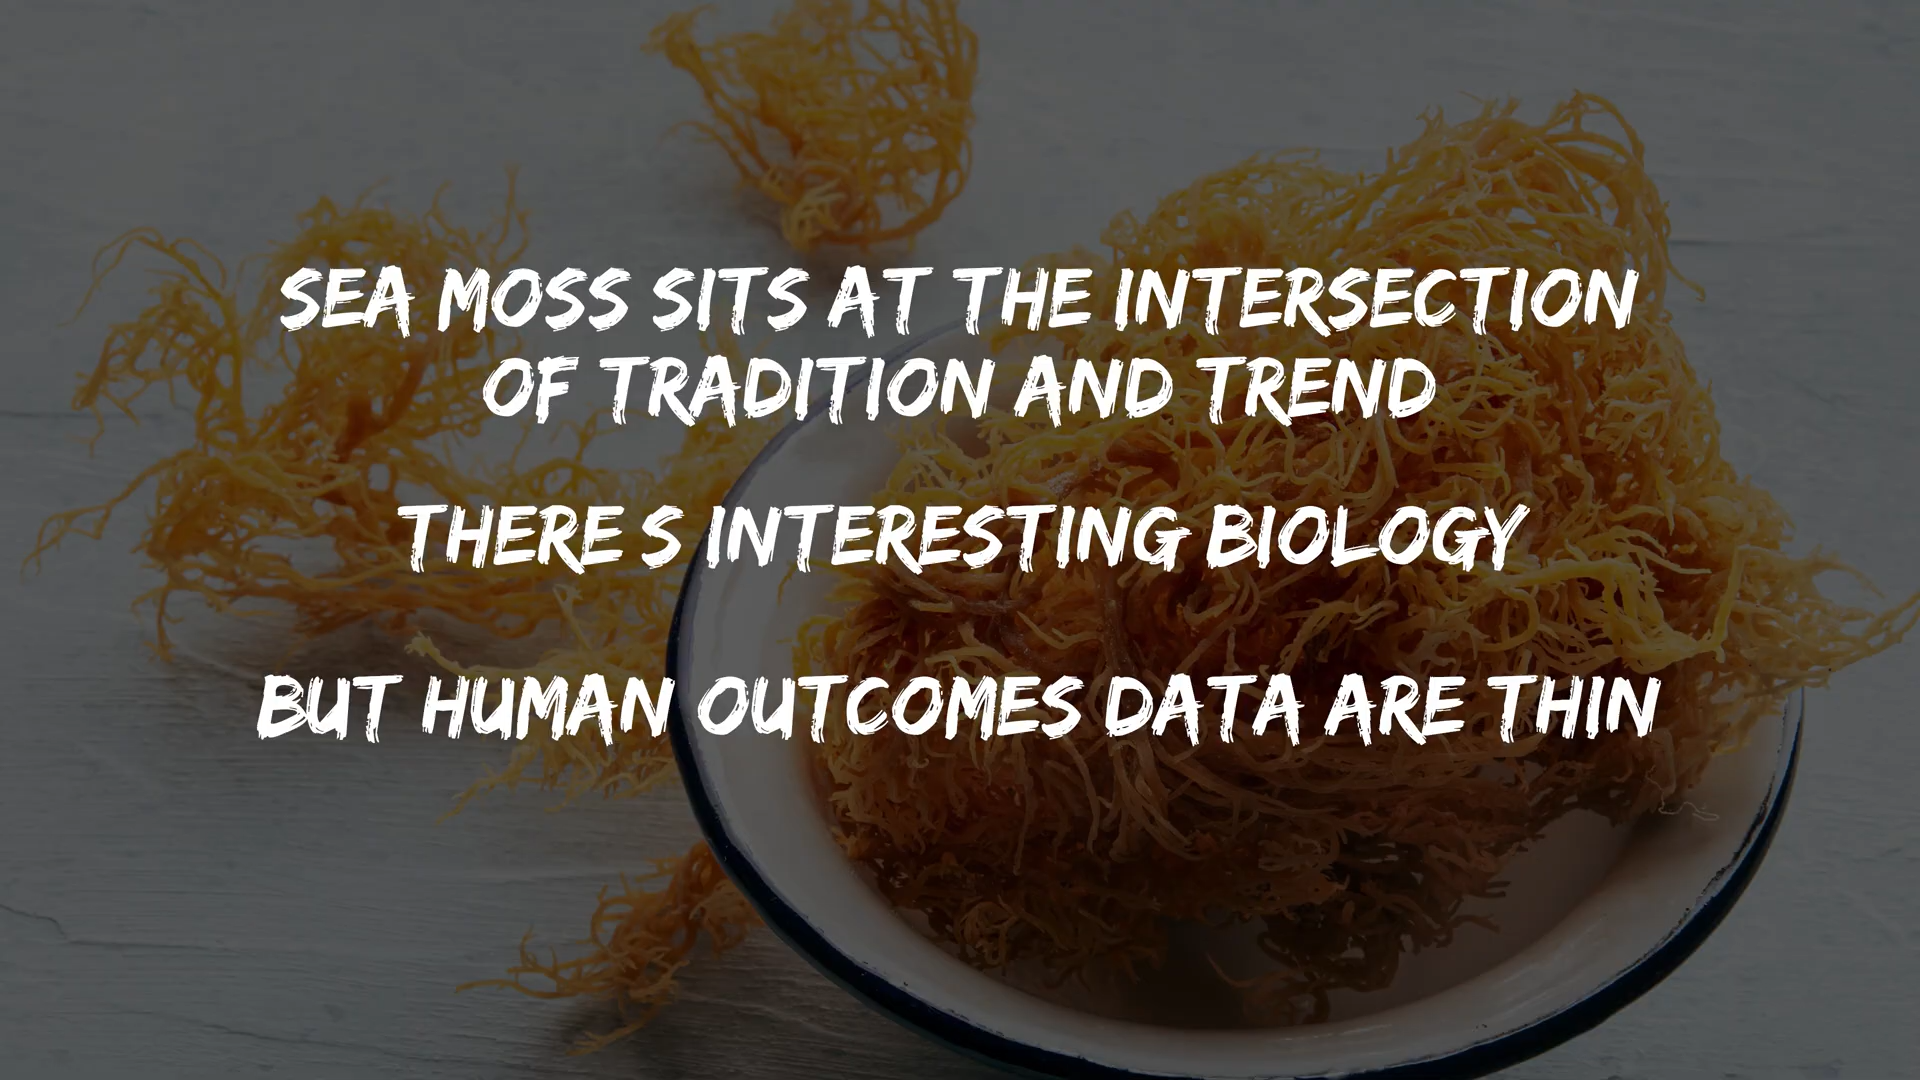 SEA MOSS SITS AT THE INTERSECTION
OF TRADITION AND TREND
THERE S INTERESTING BIOLOGY
BUT HUMAN OUTCOMES DATA ARE THIN